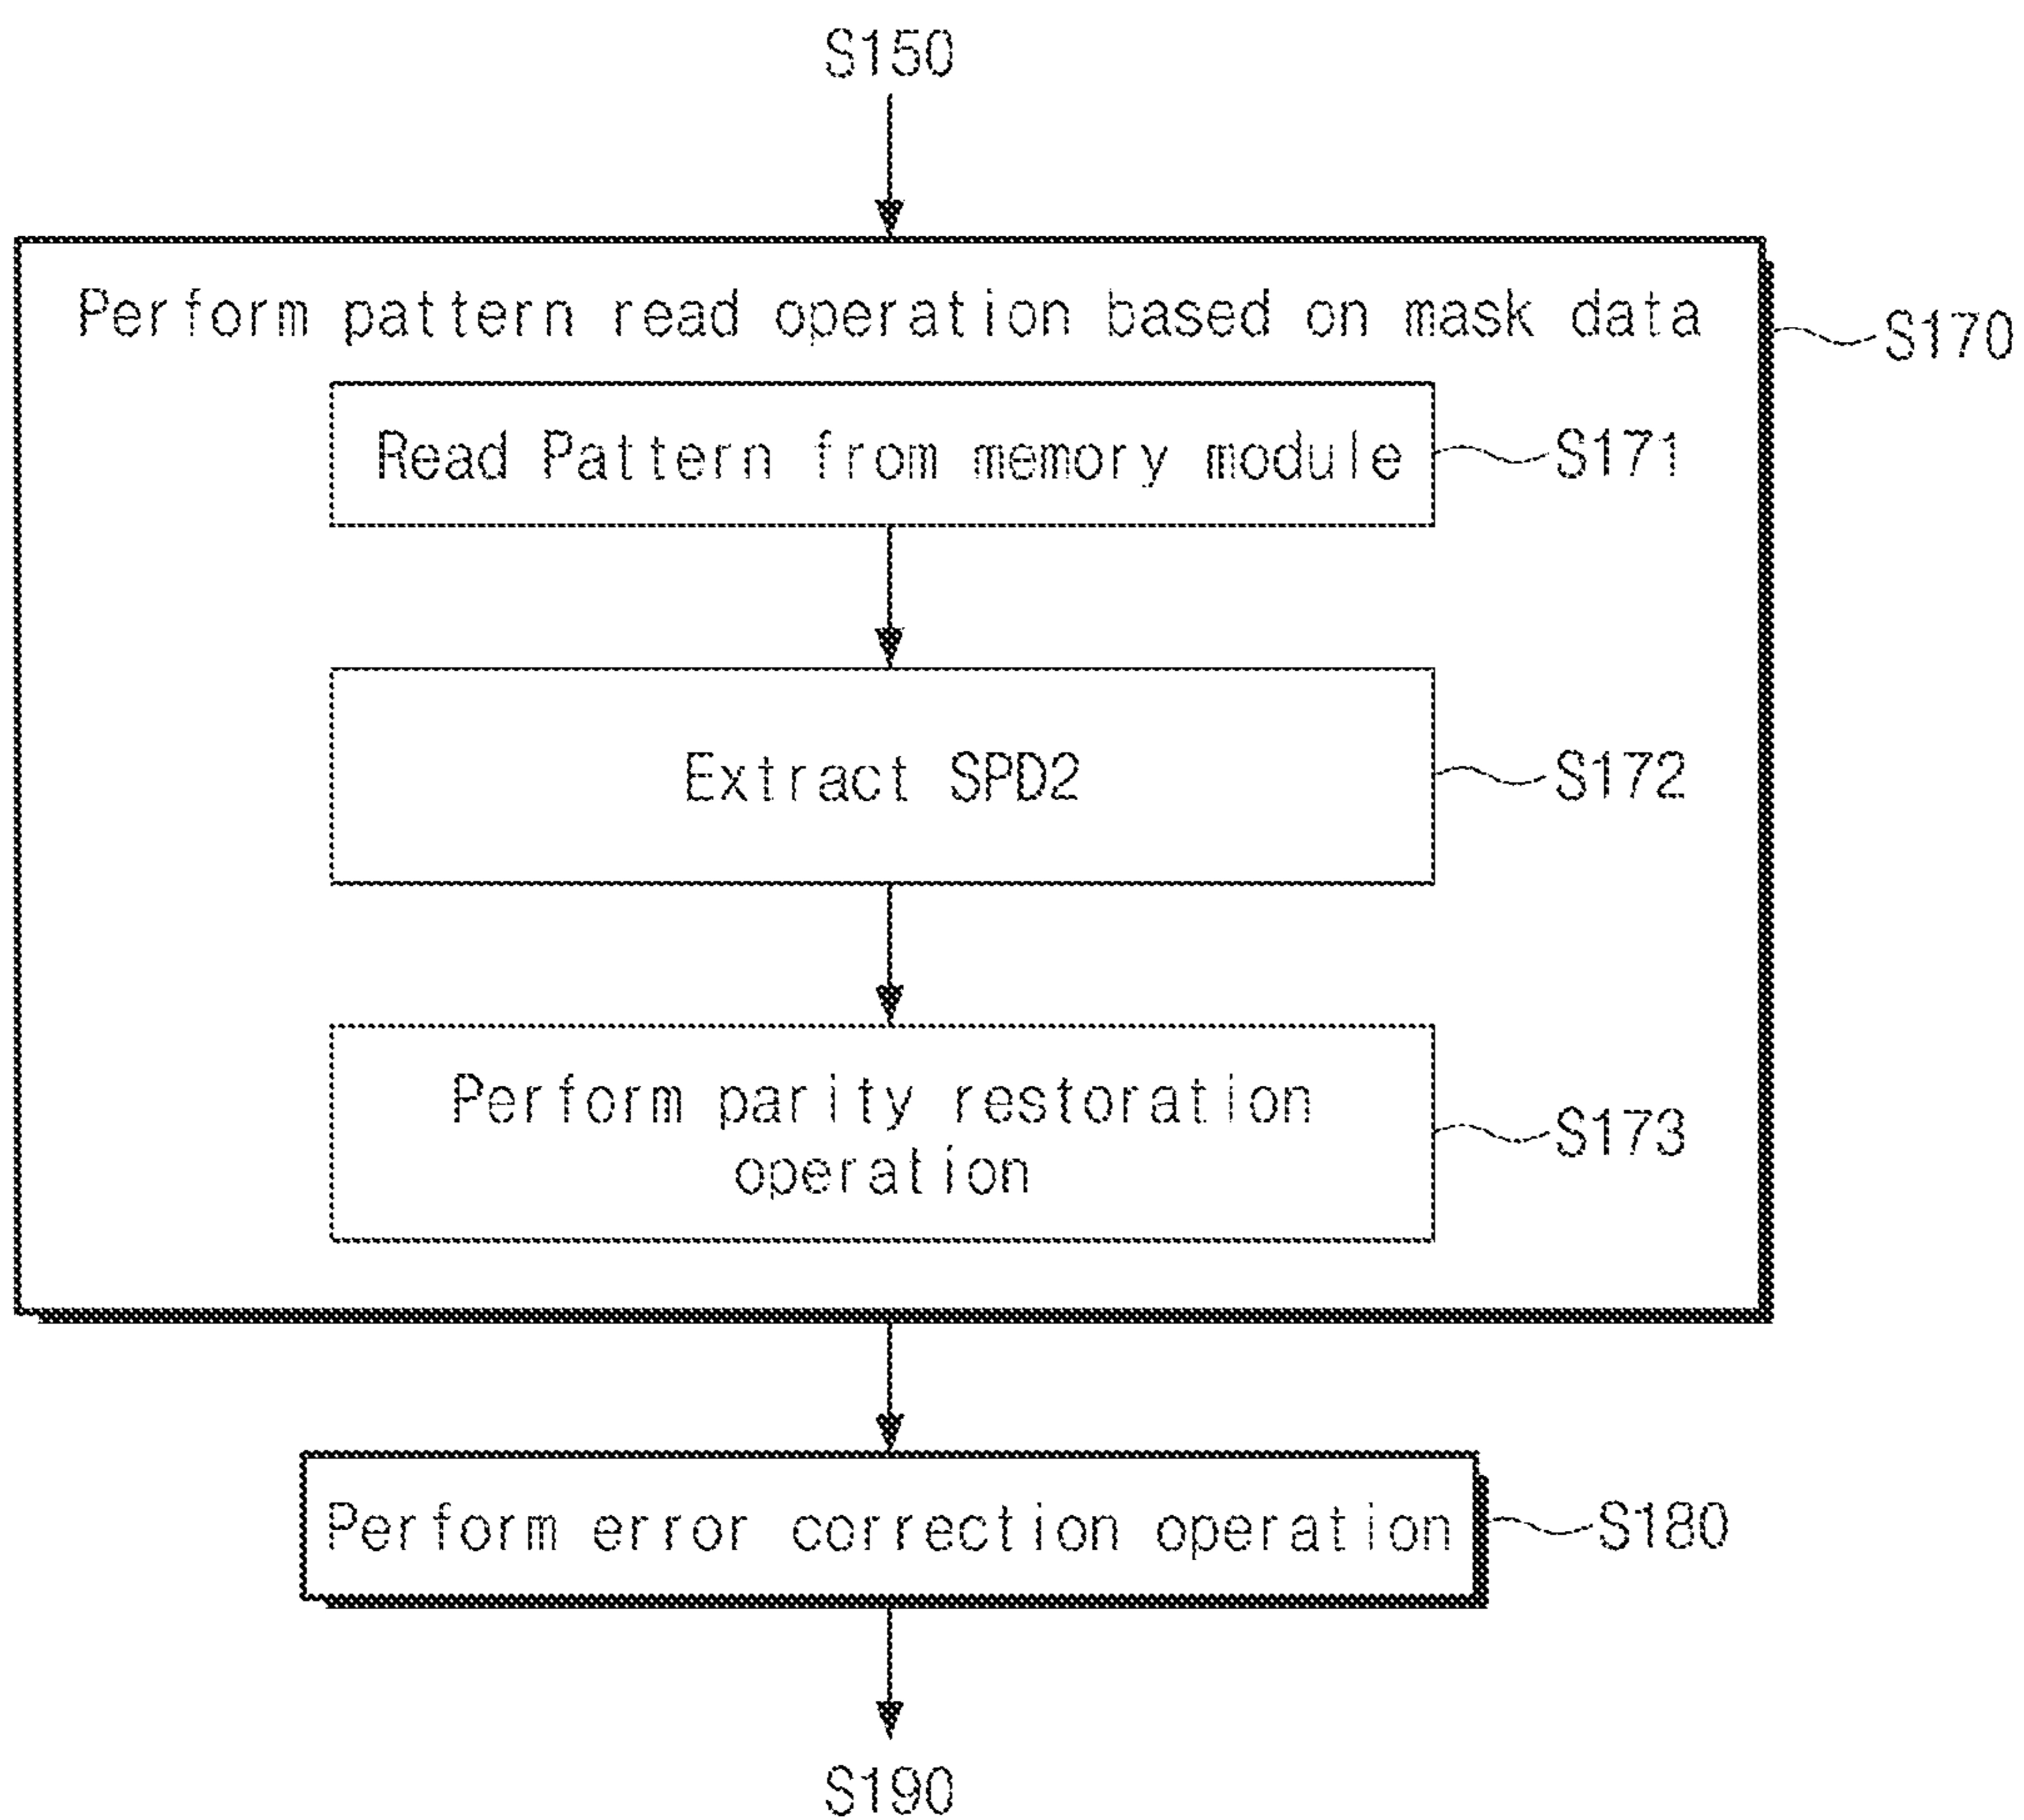 S150
Perform pattern read operation based on mask data
S170
Read Pattern from memory module
S171
Extract SPD2
S172
Perform parity restoration
operation
S173
Perform error correction operation
S180
S190